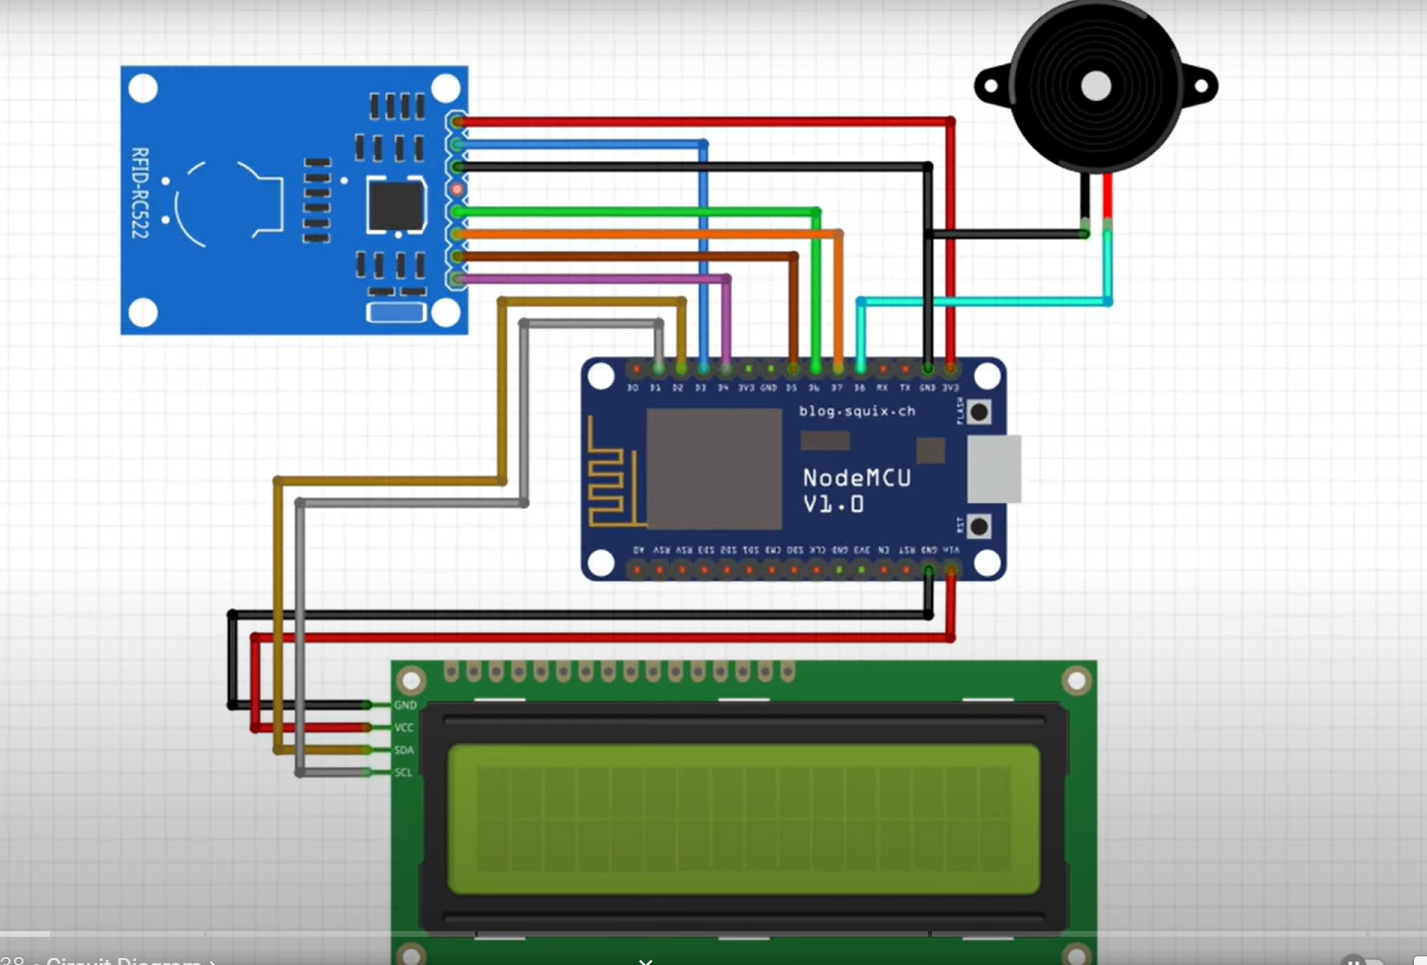 RFID-RC522
D0 D1 D2 D3 D4 3V3 GND D5 D6 D7 D8 RX TX GND 3V3
blog.squix.ch
FLASH
NodeMCU
V1.0
RST
A0 RSV RSV SD3 SD2 SD1 CMD SD0 CLK GND 3V3 EN RST GND Vin
GND
VCC
SDA
SCL
38 • Circuit Diagram >